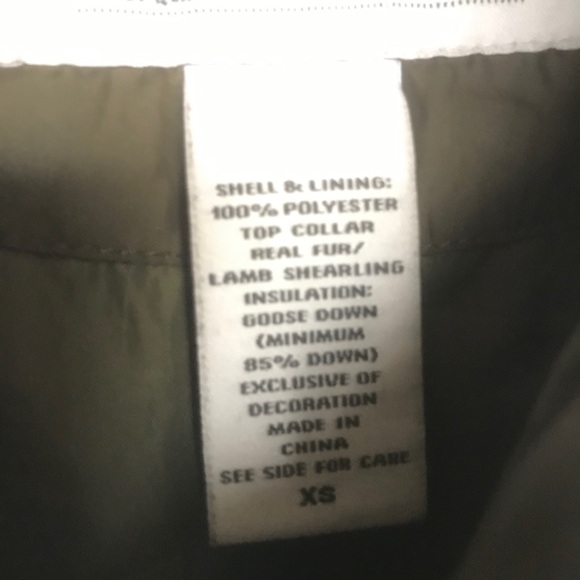 SHELL & LINING:
100% POLYESTER
TOP COLLAR
REAL FUR/
LAMB SHEARLING
INSULATION:
GOOSE DOWN
(MINIMUM
85% DOWN)
EXCLUSIVE OF
DECORATION
MADE IN
CHINA
SEE SIDE FOR CARE
XS